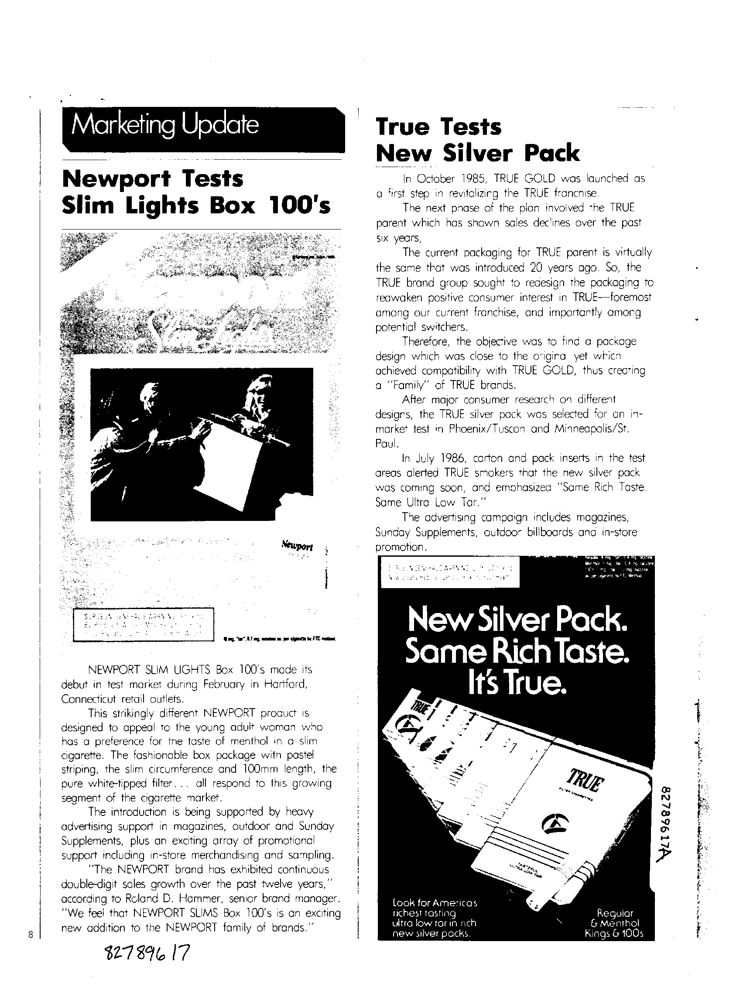 Marketing Update
Newport Tests
Slim Lights Box 100's
Slim Lights
Newport
NEWPORT SLIM LIGHTS Box 100's made its
debut in test market during February in Hartford,
Connecticut retail outlets.
This strikingly different NEWPORT product is
designed to appeal to the young adult woman who
has a preference for the taste of menthol in a slim
cigarette. The fashionable box package with pastel
striping, the slim circumference and 100mm length, the
pure white-tipped filter... all respond to this growing
segment of the cigarette market.
The introduction is being supported by heavy
advertising support in magazines, outdoor and Sunday
Supplements, plus an exciting array of promotional
support including in-store merchandising and sampling.
"The NEWPORT brand has exhibited continuous
double-digit sales growth over the past twelve years,"
according to Roland D. Hammer, senior brand manager.
"We feel that NEWPORT SLIMS Box 100's is an exciting
new addition to the NEWPORT family of brands."
8
82789617
True Tests
New Silver Pack
In October 1985, TRUE GOLD was launched as
a first step in revitalizing the TRUE francnise.
The next pnase of the plan involved the TRUE
parent which has shown sales declines over the past
six years,
The current packaging for TRUE parent is virtually
the same that was introduced 20 years ago. So, the
TRUE brand group sought to redesign the packaging to
reawaken positive consumer interest in TRUE—foremost
among our current franchise, and importantly among
potential switchers.
Therefore, the objective was to find a package
design which was close to the origina yet which
achieved compatibility with TRUE GOLD, thus creating
a "Family" of TRUE brands.
After major consumer research on different
designs, the TRUE silver pack was selected for an in-
market test in Phoenix/Tuscon and Minneapolis/St.
Paul.
In July 1986, carton and pack inserts in the test
areas alerted TRUE smokers that the new silver pack
was coming soon, and emphasized "Same Rich Taste.
Same Ultra Low Tar."
The advertising campaign includes magazines,
Sunday Supplements, outdoor billboards and in-store
promotion.
New Silver Pack.
Same Rich Taste.
It's True.
TRUE
TRUE
Look for America's
richest tasting
ultra low tar in rich
new silver packs.
Regular
& Menthol
Kings & 100s
82789617A